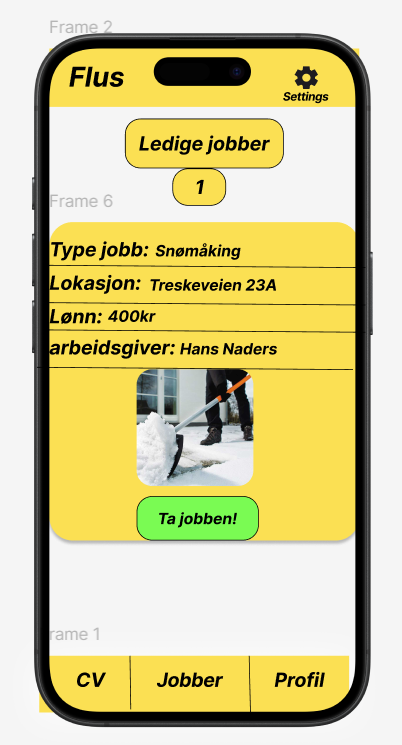 Frame 2
Flus
Settings
Ledige jobber
1
Frame 6
Type jobb: Snømåking
Lokasjon: Treskeveien 23A
Lønn: 400kr
arbeidsgiver: Hans Naders
Ta jobben!
rame 1
CV Jobber Profil